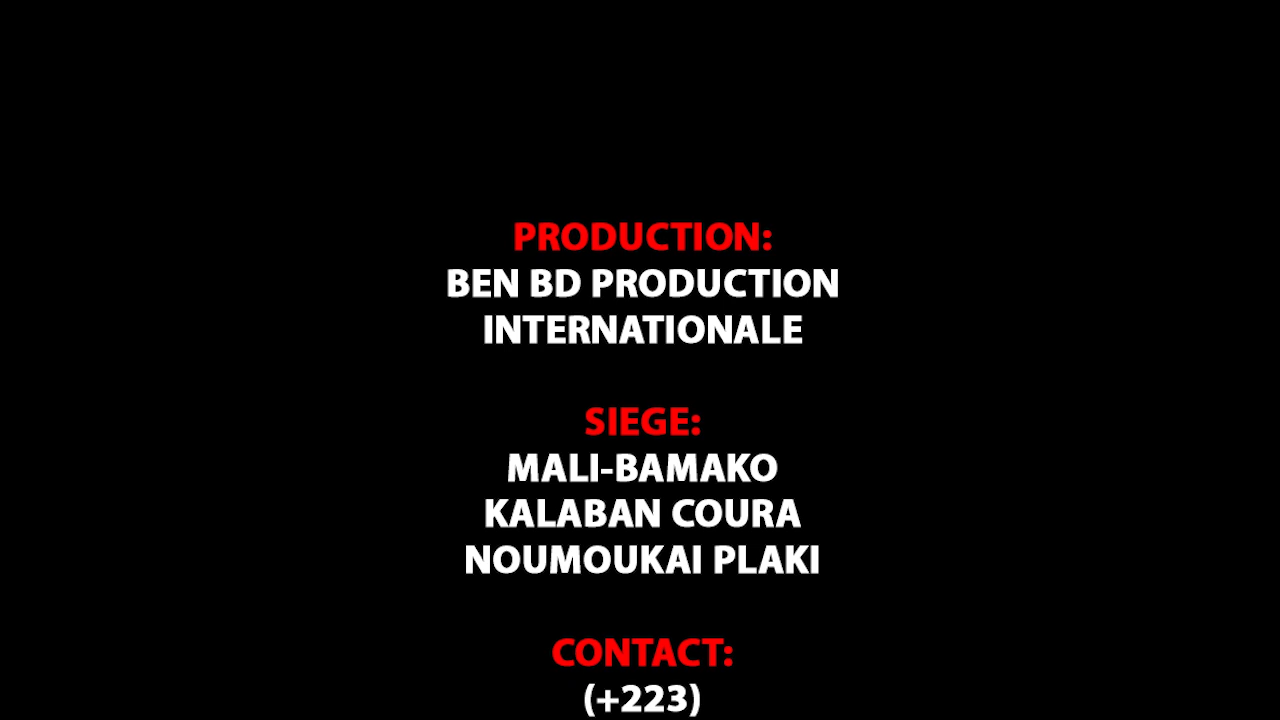 PRODUCTION:
BEN BD PRODUCTION
INTERNATIONALE
SIEGE:
MALI-BAMAKO
KALABAN COURA
NOUMOUKAI PLAKI
CONTACT:
(+223)